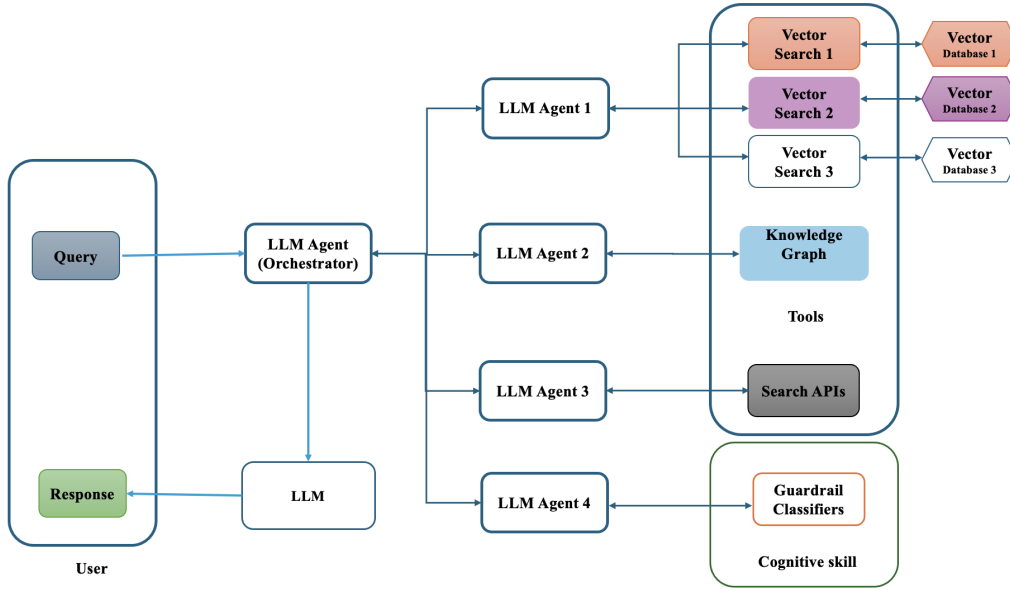 Query
Response
User
LLM Agent
(Orchestrator)
LLM
LLM Agent 1
LLM Agent 2
LLM Agent 3
LLM Agent 4
Vector
Search 1
Vector
Search 2
Vector
Search 3
Knowledge
Graph
Tools
Search APIs
Guardrail
Classifiers
Cognitive skill
Vector
Database 1
Vector
Database 2
Vector
Database 3